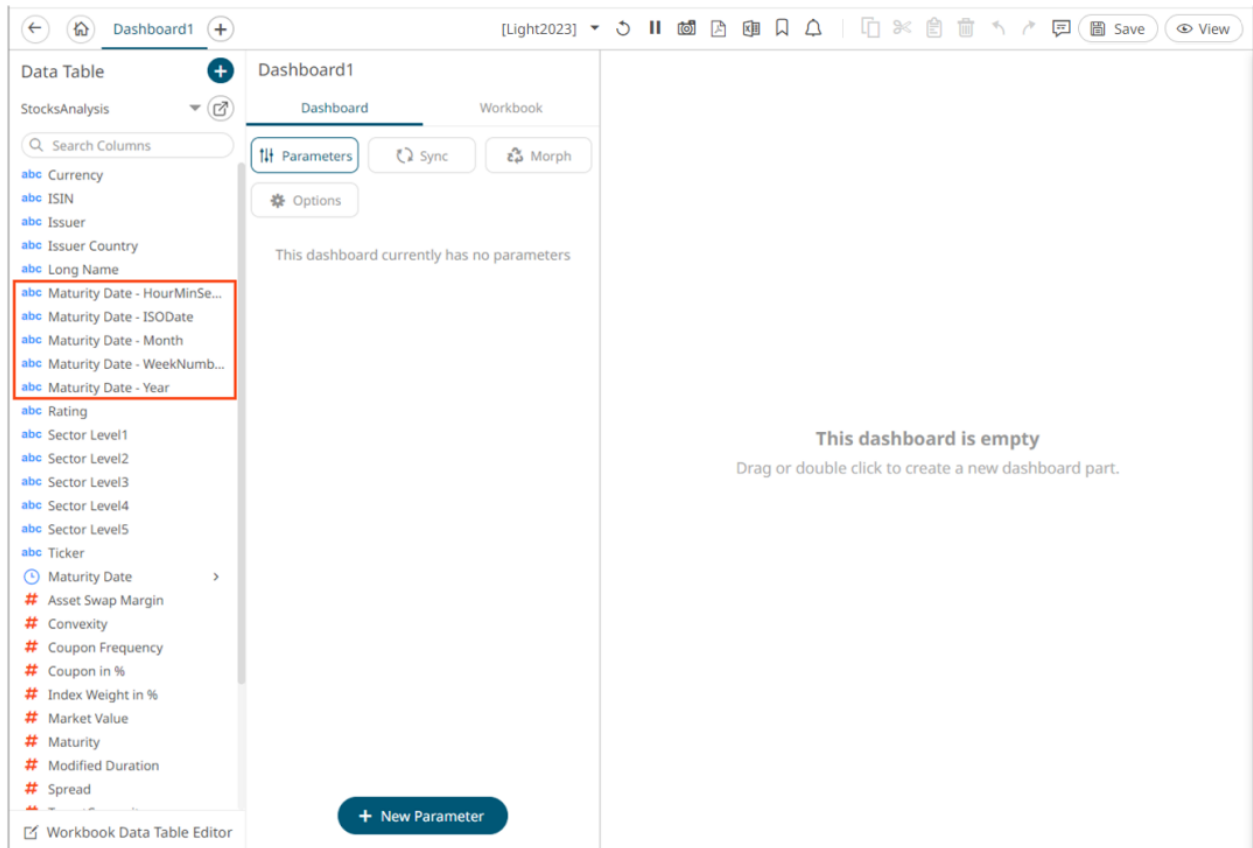 Dashboard1
[Light2023]
Save
View
Data Table
StocksAnalysis
Search Columns
abc Currency
abc ISIN
abc Issuer
abc Issuer Country
abc Long Name
abc Maturity Date - HourMinSe...
abc Maturity Date - ISODate
abc Maturity Date - Month
abc Maturity Date - WeekNumb...
abc Maturity Date - Year
abc Rating
abc Sector Level1
abc Sector Level2
abc Sector Level3
abc Sector Level4
abc Sector Level5
abc Ticker
Maturity Date
# Asset Swap Margin
# Convexity
# Coupon Frequency
# Coupon in %
# Index Weight in %
# Market Value
# Maturity
# Modified Duration
# Spread
Workbook Data Table Editor
Dashboard1
Dashboard
Workbook
Parameters
Sync
Morph
Options
This dashboard currently has no parameters
+ New Parameter
This dashboard is empty
Drag or double click to create a new dashboard part.